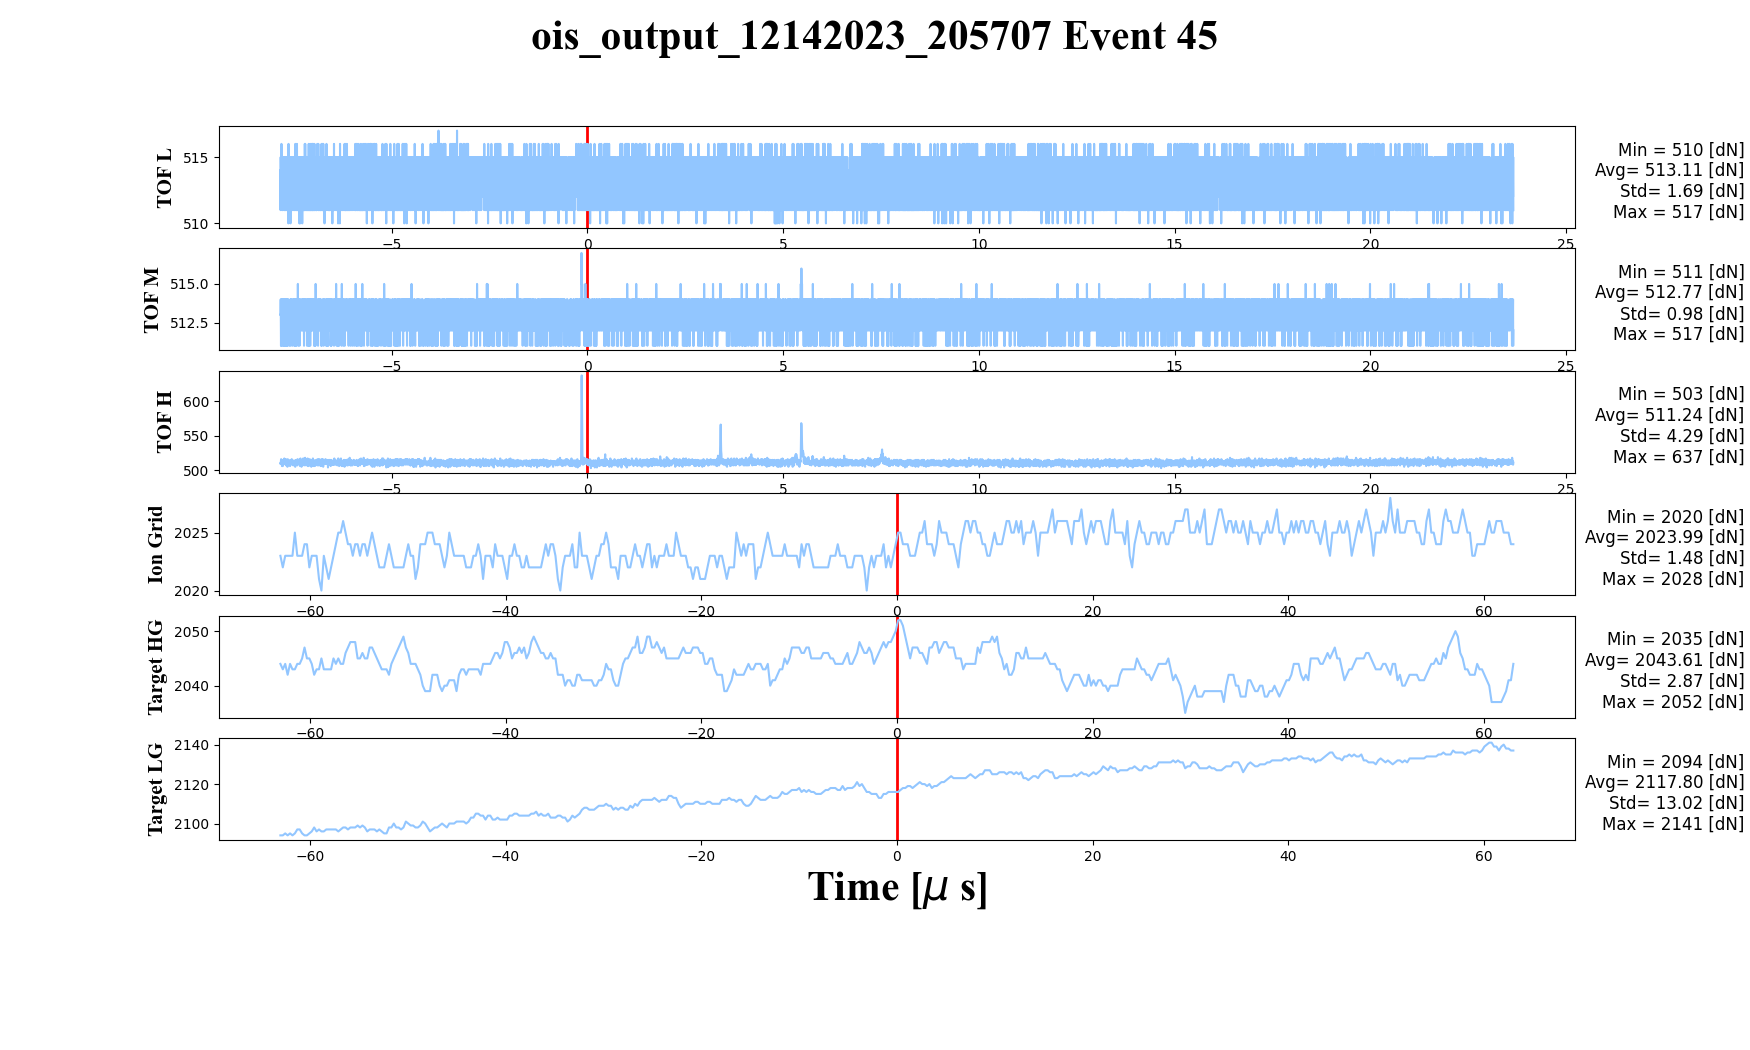 ois_output_12142023_205707 Event 45
TOF L
515
510
−5
0
5
10
15
20
25
Min = 510 [dN]
Avg= 513.11 [dN]
Std= 1.69 [dN]
Max = 517 [dN]
TOF M
515.0
512.5
−5
0
5
10
15
20
25
Min = 511 [dN]
Avg= 512.77 [dN]
Std= 0.98 [dN]
Max = 517 [dN]
TOF H
600
550
500
−5
0
5
10
15
20
25
Min = 503 [dN]
Avg= 511.24 [dN]
Std= 4.29 [dN]
Max = 637 [dN]
Ion Grid
2025
2020
−60
−40
−20
0
20
40
60
Min = 2020 [dN]
Avg= 2023.99 [dN]
Std= 1.48 [dN]
Max = 2028 [dN]
Target HG
2050
2040
−60
−40
−20
0
20
40
60
Min = 2035 [dN]
Avg= 2043.61 [dN]
Std= 2.87 [dN]
Max = 2052 [dN]
Target LG
2140
2120
2100
−60
−40
−20
0
20
40
60
Min = 2094 [dN]
Avg= 2117.80 [dN]
Std= 13.02 [dN]
Max = 2141 [dN]
Time [μ s]